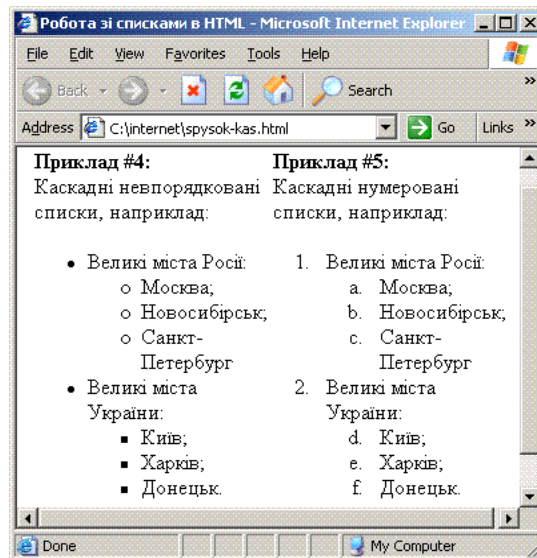 Робота зі списками в HTML - Microsoft Internet Explorer
File Edit View Favorites Tools Help
Back Search
Address C:\internet\spysok-kas.html Go Links
Приклад #4:
Каскадні невпорядковані
списки, наприклад:
• Великі міста Росії:
o Москва;
o Новосибірськ;
o Санкт-
Петербург
• Великі міста
України:
▪ Київ;
▪ Харків;
▪ Донецьк.
Приклад #5:
Каскадні нумеровані
списки, наприклад:
1. Великі міста Росії:
a. Москва;
b. Новосибірськ;
c. Санкт-
Петербург
2. Великі міста
України:
d. Київ;
e. Харків;
f. Донецьк.
Done My Computer